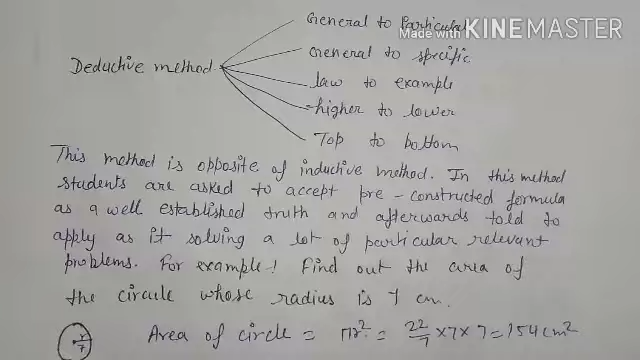 General to Particular
Made with KINEMASTER
Deductive method
General to specific
law to example
higher to lower
Top to bottom
This method is opposite of inductive method. In this method
students are asked to accept pre-constructed formula
as a well established truth and afterwards told to
apply as it solving a lot of particular relevant
problems. For example! Find out the area of
the circule whose radius is 7 cm.
Area of circle = πr² = 22/7 × 7 × 7 = 154 cm²